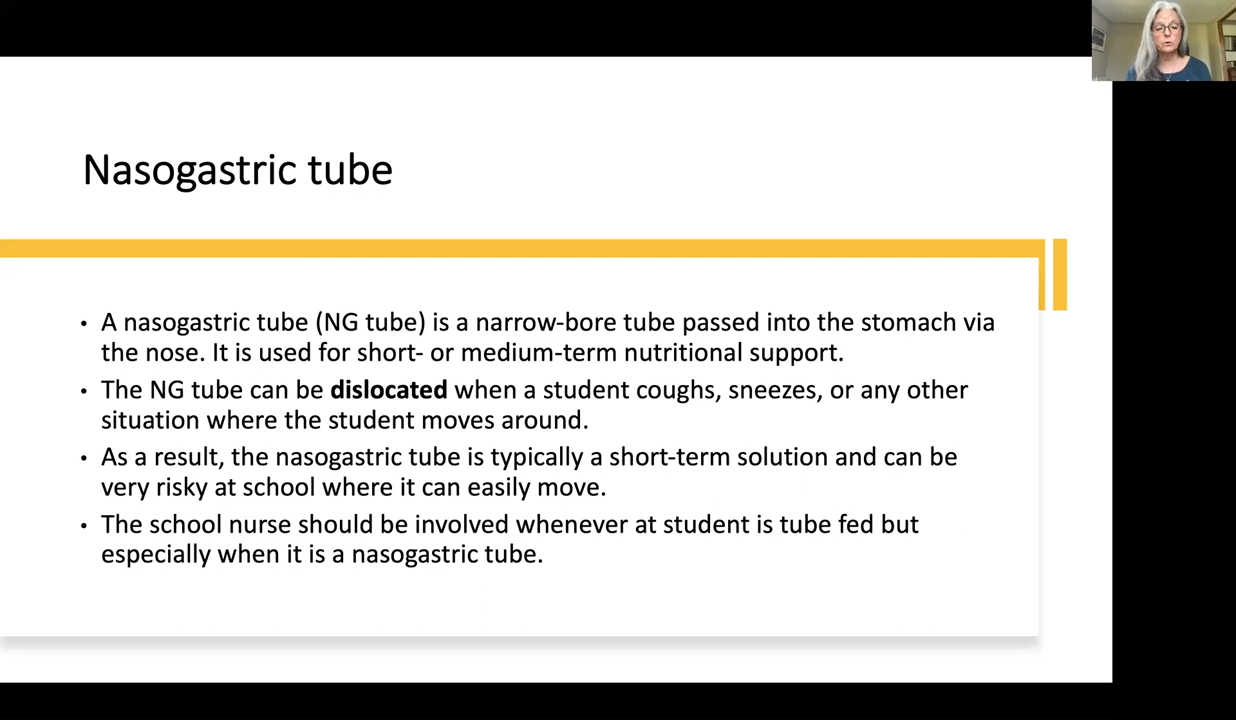 Nasogastric tube
• A nasogastric tube (NG tube) is a narrow-bore tube passed into the stomach via
the nose. It is used for short- or medium-term nutritional support.
• The NG tube can be dislocated when a student coughs, sneezes, or any other
situation where the student moves around.
• As a result, the nasogastric tube is typically a short-term solution and can be
very risky at school where it can easily move.
• The school nurse should be involved whenever at student is tube fed but
especially when it is a nasogastric tube.